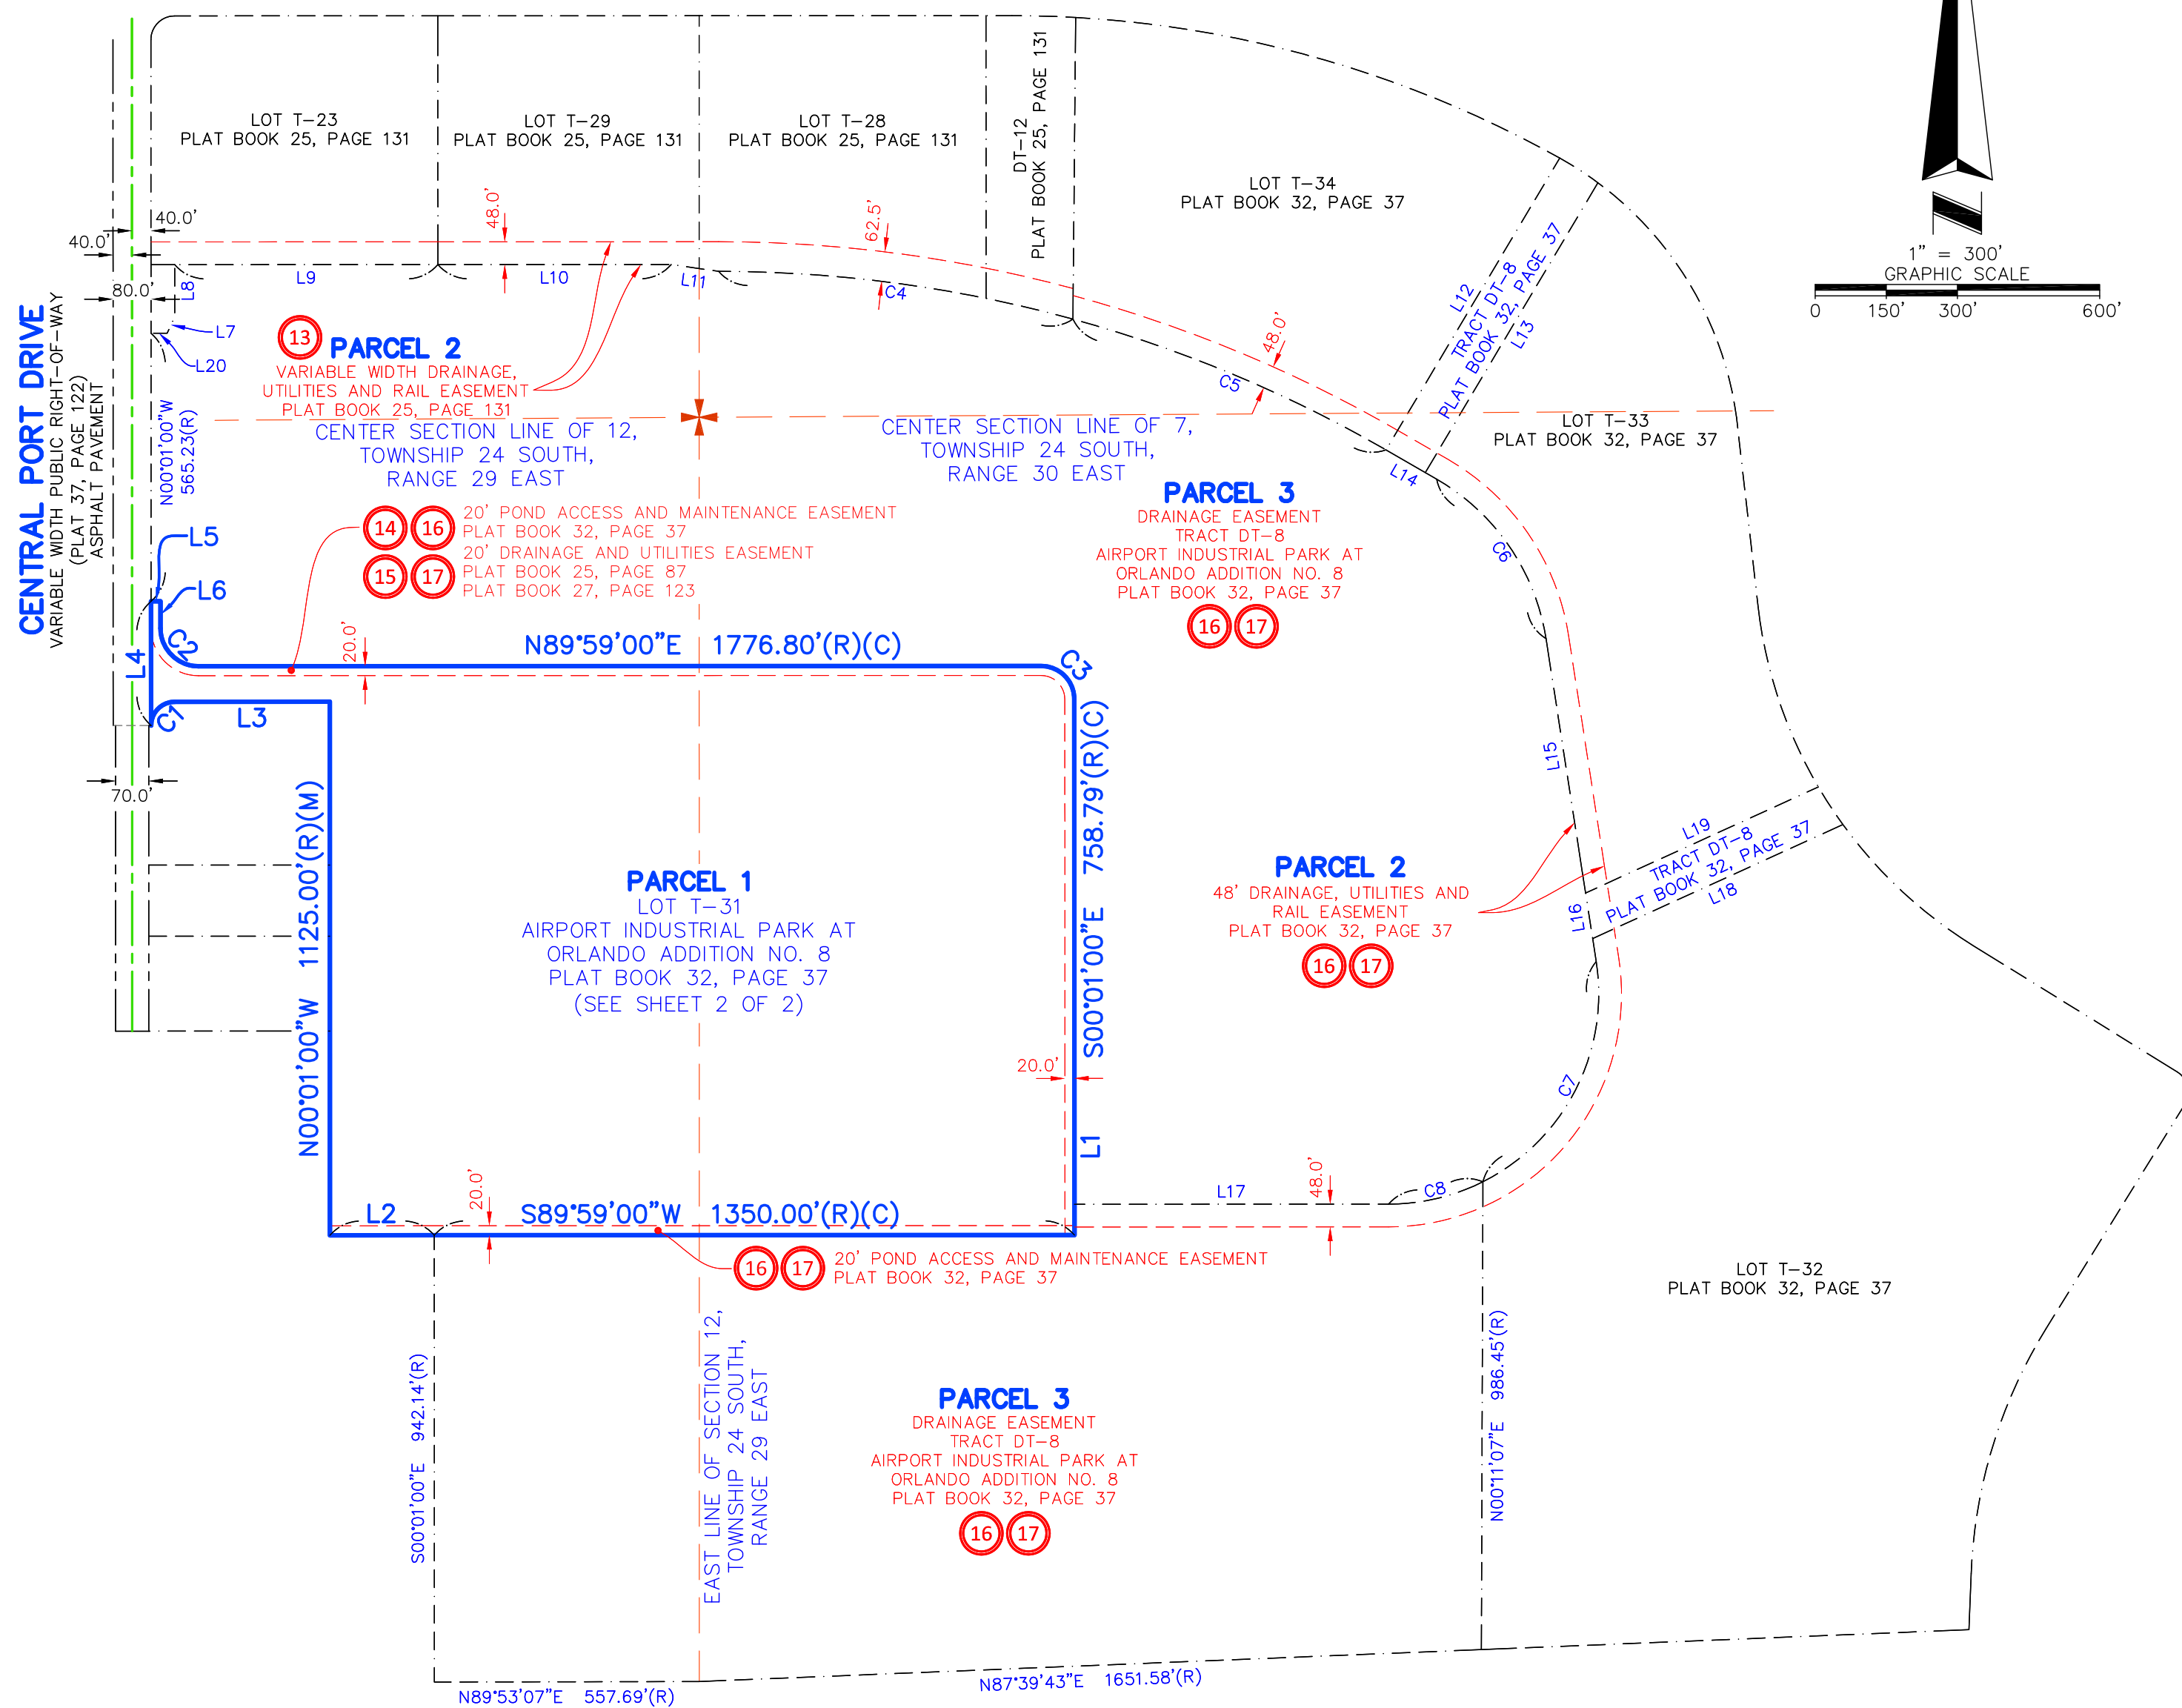 LOT T-23
PLAT BOOK 25, PAGE 131
LOT T-29
PLAT BOOK 25, PAGE 131
LOT T-28
PLAT BOOK 25, PAGE 131
DT-12
PLAT BOOK 25, PAGE 131
LOT T-34
PLAT BOOK 32, PAGE 37
1" = 300'
GRAPHIC SCALE
0 150' 300' 600'
40.0'
40.0'
80.0'
48.0'
62.5'
48.0'
L8
L9
L10
L11
C4
C5
L7
L20
L12
TRACT DT-8
PLAT BOOK 32, PAGE 37
L13
L14
13
PARCEL 2
VARIABLE WIDTH DRAINAGE,
UTILITIES AND RAIL EASEMENT
PLAT BOOK 25, PAGE 131
CENTRAL PORT DRIVE
VARIABLE WIDTH PUBLIC RIGHT-OF-WAY
(PLAT 37, PAGE 122)
ASPHALT PAVEMENT
N00°01'00"W
565.23(R)
CENTER SECTION LINE OF 12,
TOWNSHIP 24 SOUTH,
RANGE 29 EAST
CENTER SECTION LINE OF 7,
TOWNSHIP 24 SOUTH,
RANGE 30 EAST
LOT T-33
PLAT BOOK 32, PAGE 37
14 16
20' POND ACCESS AND MAINTENANCE EASEMENT
PLAT BOOK 32, PAGE 37
15 17
20' DRAINAGE AND UTILITIES EASEMENT
PLAT BOOK 25, PAGE 87
PLAT BOOK 27, PAGE 123
PARCEL 3
DRAINAGE EASEMENT
TRACT DT-8
AIRPORT INDUSTRIAL PARK AT
ORLANDO ADDITION NO. 8
PLAT BOOK 32, PAGE 37
16 17
C6
L5
L6
C2
L4
C1
L3
20.0'
N89°59'00"E 1776.80'(R)(C)
C3
70.0'
N00°01'00"W 1125.00'(R)(M)
S00°01'00"E 758.79'(R)(C)
L15
L19
TRACT DT-8
PLAT BOOK 32, PAGE 37
L18
L16
PARCEL 1
LOT T-31
AIRPORT INDUSTRIAL PARK AT
ORLANDO ADDITION NO. 8
PLAT BOOK 32, PAGE 37
(SEE SHEET 2 OF 2)
PARCEL 2
48' DRAINAGE, UTILITIES AND
RAIL EASEMENT
PLAT BOOK 32, PAGE 37
16 17
20.0'
L1
C7
L2
20.0'
S89°59'00"W 1350.00'(R)(C)
L17
48.0'
C8
16 17
20' POND ACCESS AND MAINTENANCE EASEMENT
PLAT BOOK 32, PAGE 37
LOT T-32
PLAT BOOK 32, PAGE 37
S00°01'00"E 942.14'(R)
EAST LINE OF SECTION 12,
TOWNSHIP 24 SOUTH,
RANGE 29 EAST
PARCEL 3
DRAINAGE EASEMENT
TRACT DT-8
AIRPORT INDUSTRIAL PARK AT
ORLANDO ADDITION NO. 8
PLAT BOOK 32, PAGE 37
16 17
N00°11'07"E 986.45'(R)
N89°53'07"E 557.69'(R)
N87°39'43"E 1651.58'(R)